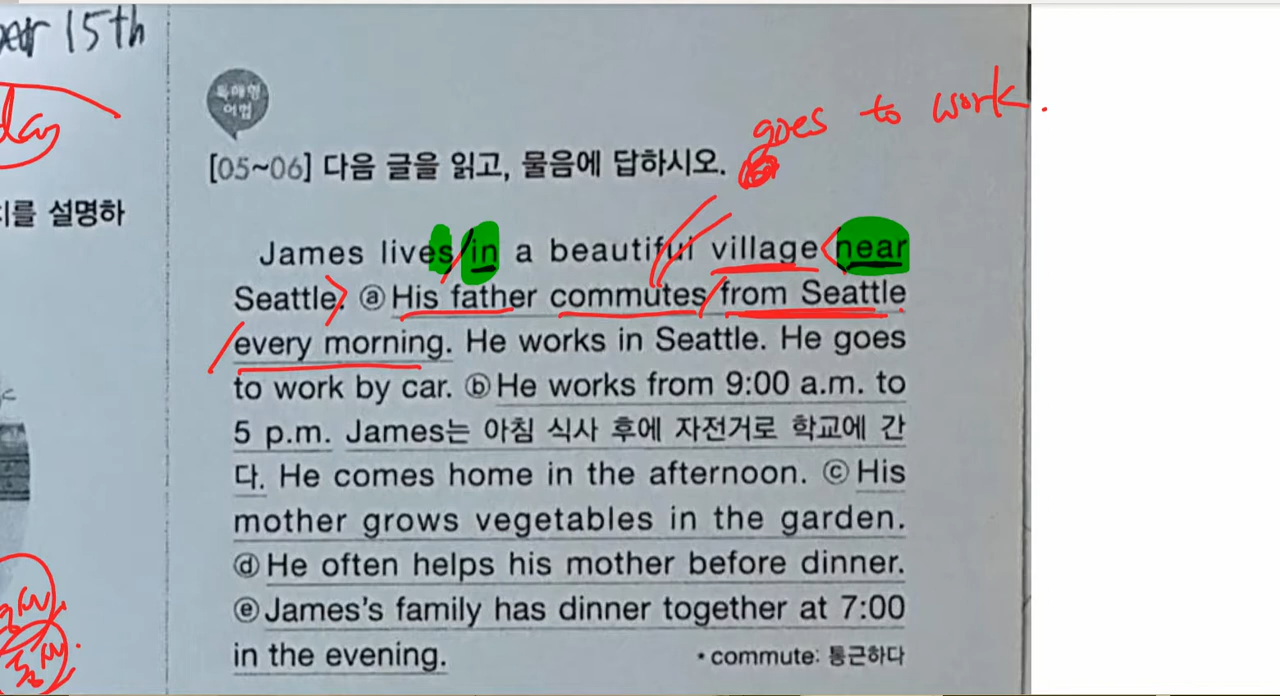 15th
day
치를 설명하
독해형
어법
goes to work.
[05~06] 다음 글을 읽고, 물음에 답하시오.
James lives in a beautiful village near
Seattle. ⓐ His father commutes from Seattle
every morning. He works in Seattle. He goes
to work by car. ⓑ He works from 9:00 a.m. to
5 p.m. James는 아침 식사 후에 자전거로 학교에 간
다. He comes home in the afternoon. ⓒ His
mother grows vegetables in the garden.
ⓓ He often helps his mother before dinner.
ⓔ James's family has dinner together at 7:00
in the evening.
* commute: 통근하다